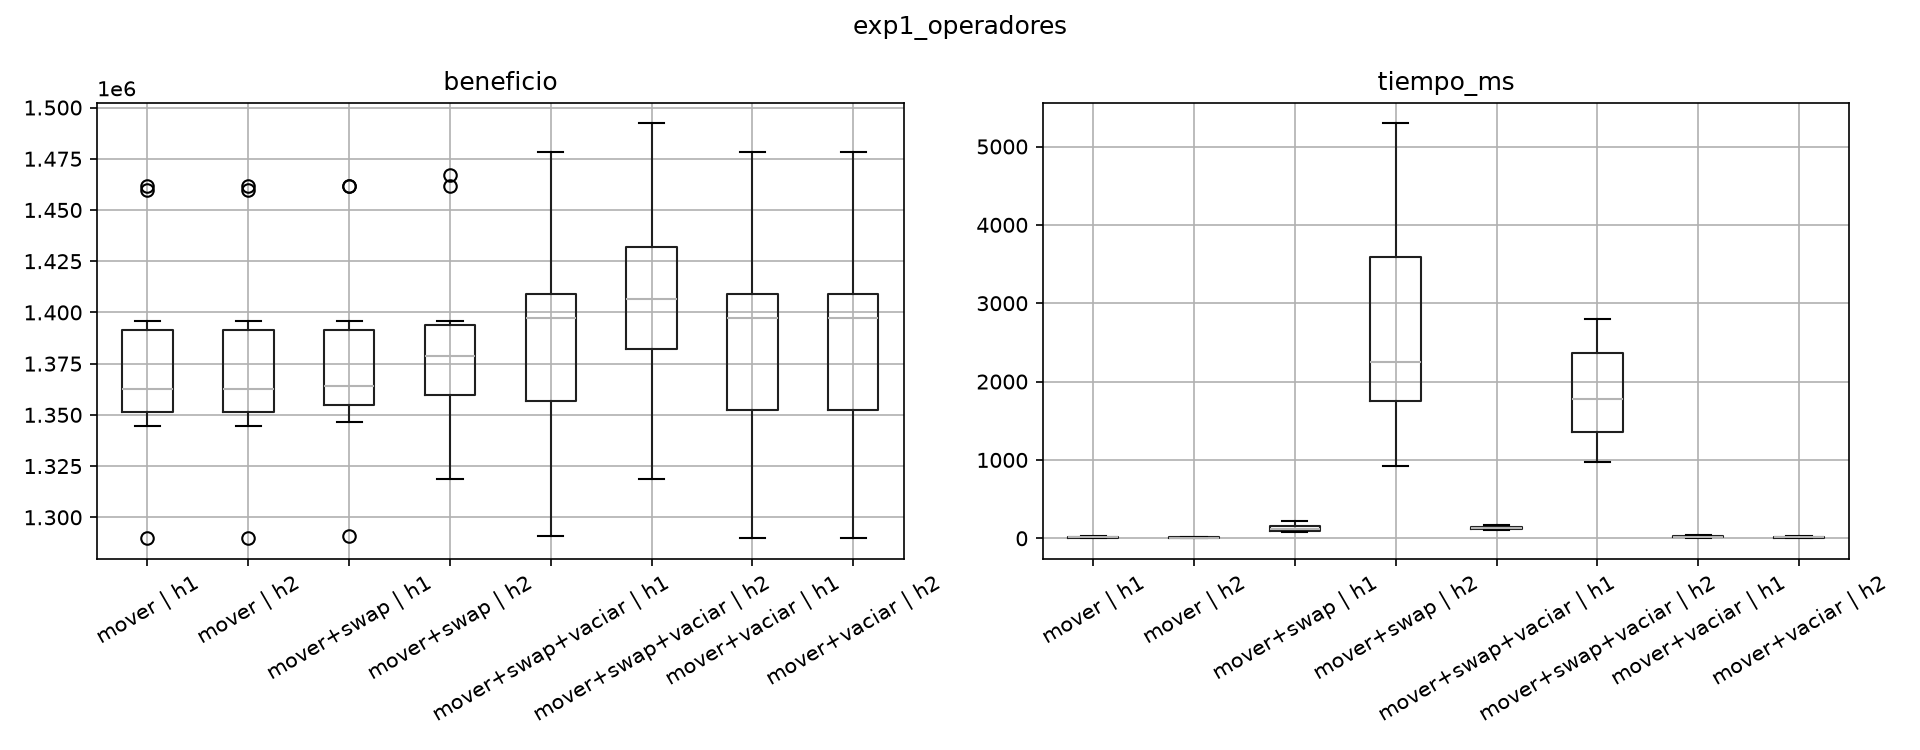 exp1_operadores
beneficio
1e6
1.500
1.475
1.450
1.425
1.400
1.375
1.350
1.325
1.300
mover | h1
mover | h2
mover+swap | h1
mover+swap | h2
mover+swap+vaciar | h1
mover+swap+vaciar | h2
mover+vaciar | h1
mover+vaciar | h2
tiempo_ms
5000
4000
3000
2000
1000
0
mover | h1
mover | h2
mover+swap | h1
mover+swap | h2
mover+swap+vaciar | h1
mover+swap+vaciar | h2
mover+vaciar | h1
mover+vaciar | h2